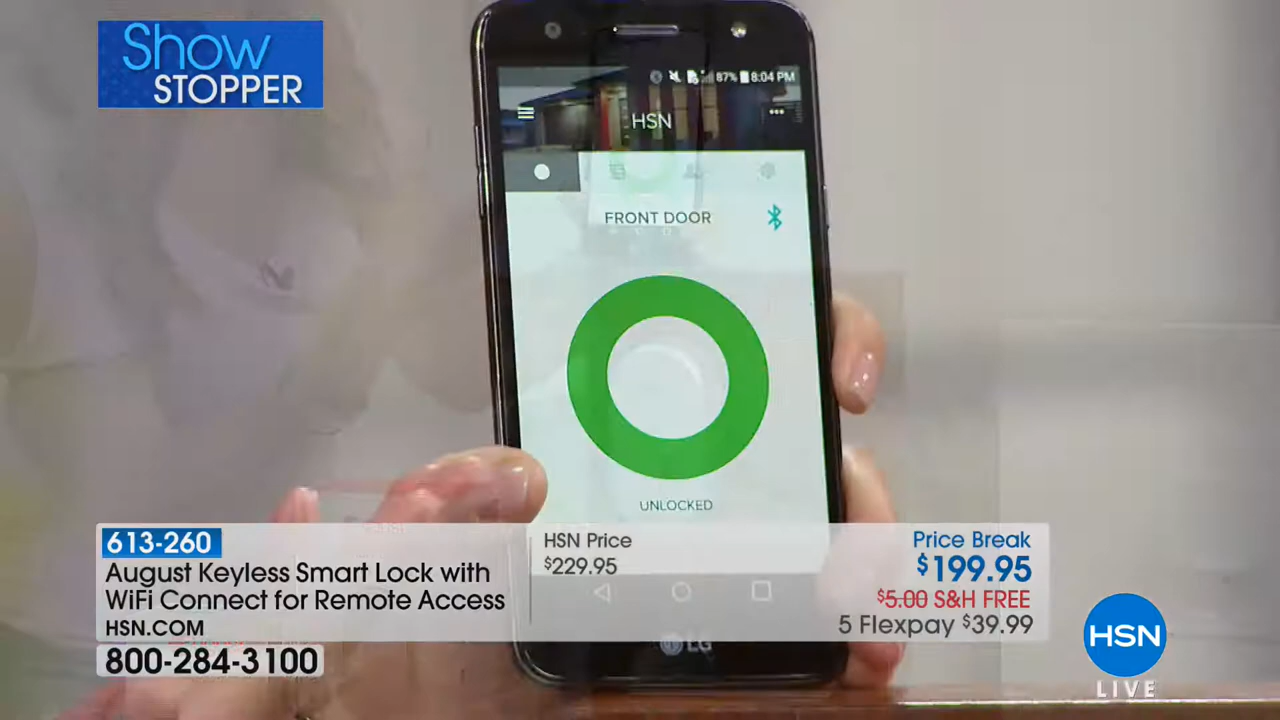 Show
STOPPER
87% 8:04 PM
HSN
FRONT DOOR
UNLOCKED
613-260
August Keyless Smart Lock with
WiFi Connect for Remote Access
HSN.COM
800-284-3100
HSN Price
$229.95
Price Break
$199.95
$5.00 S&H FREE
5 Flexpay $39.99
LG
HSN
LIVE